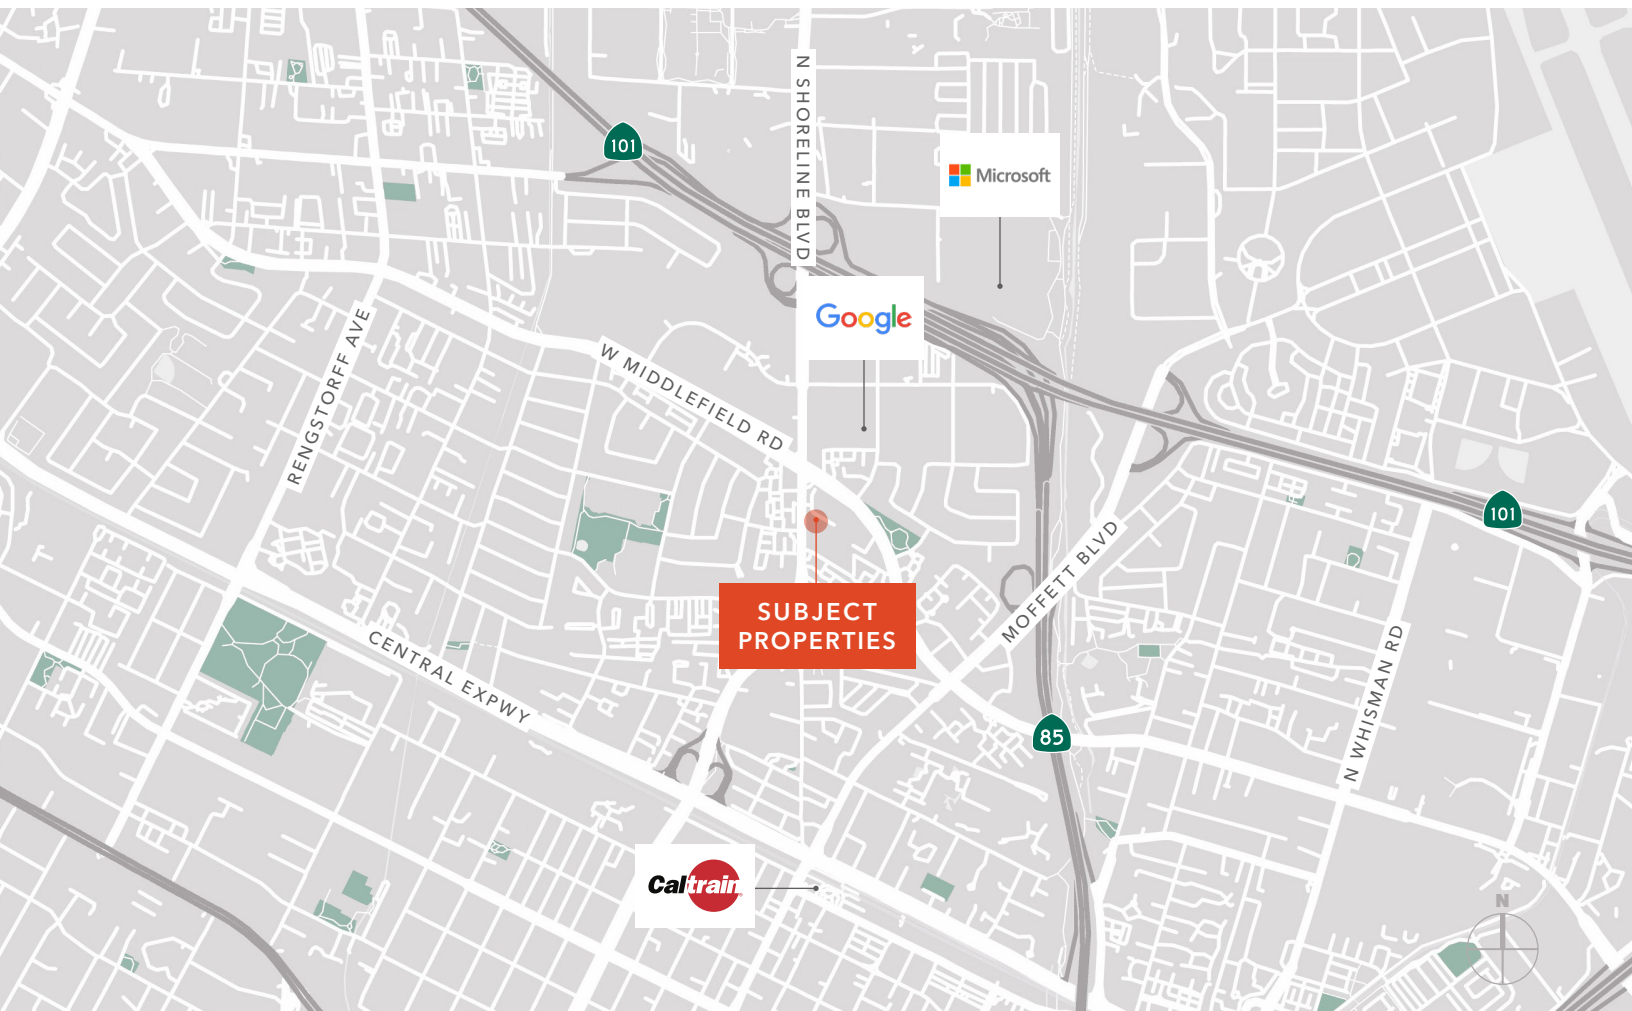 N SHORELINE BLVD
101
Microsoft
Google
RENGSTORFF AVE
W MIDDLEFIELD RD
101
MOFFETT BLVD
SUBJECT
PROPERTIES
CENTRAL EXPWY
N WHISMAN RD
85
Caltrain
N